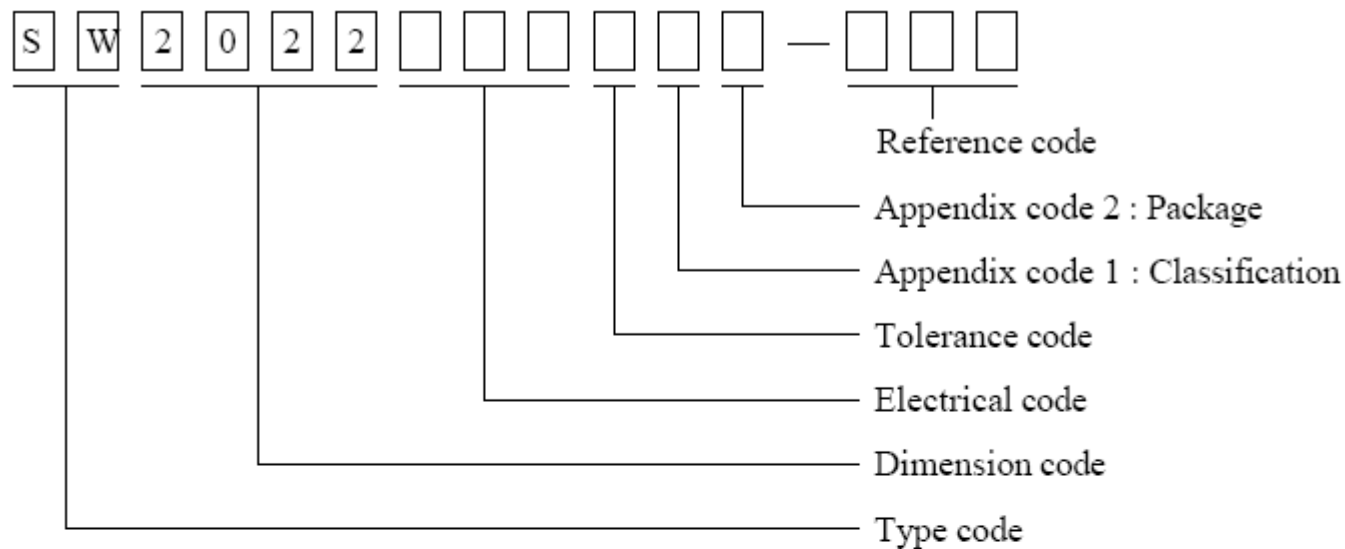 S W 2 0 2 2 —
Reference code
Appendix code 2 : Package
Appendix code 1 : Classification
Tolerance code
Electrical code
Dimension code
Type code